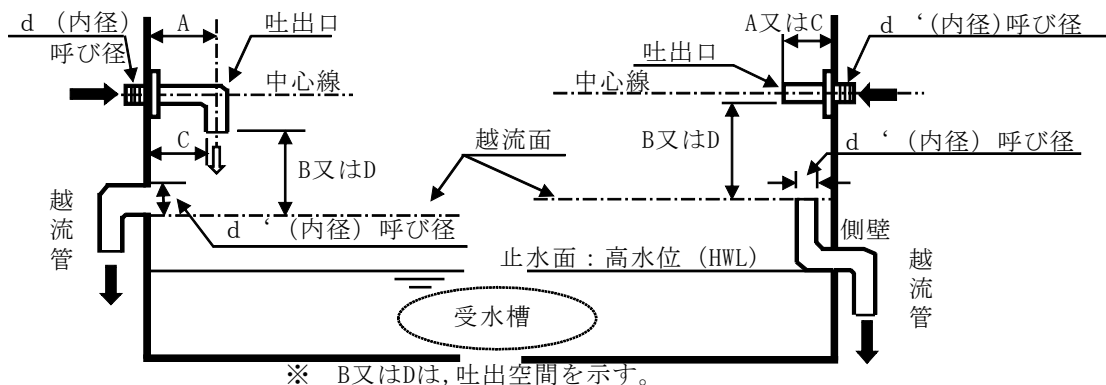 d (内径)
呼び径
A
吐出口
中心線
C
B又はD
越流面
越流管
d ‘(内径) 呼び径
A又はC
吐出口
d ‘(内径)呼び径
中心線
B又はD
d ‘(内径) 呼び径
側壁
越流管
止水面:高水位 (HWL)
受水槽
※ B又はDは,吐出空間を示す。